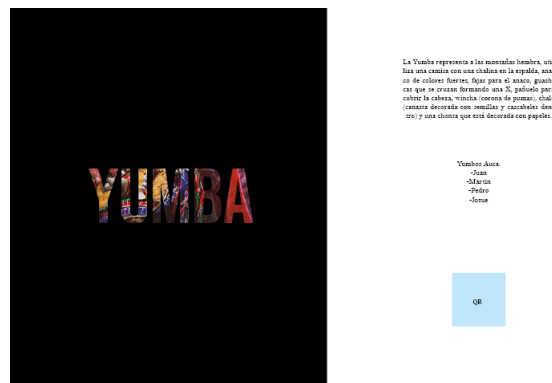 YUMBA
La Yumba representa a las montañas hembra, uti
liza una camisa con una chalina en la espalda, ana
co de colores fuertes, fajas para el anaco, guash
cas que se cruzan formando una X, pañuelo par
cubrir la cabeza, wincha (corona de pumas), chal
(canasta decorada con semillas y cascabeles den
tro) y una chonta que está decorada con papeles.
Yumbos Auca-
-Juan
-Martin
-Pedro
-Josue
QR